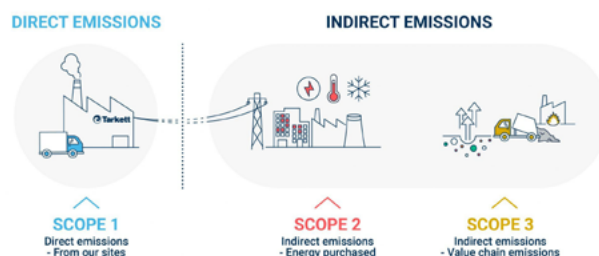 DIRECT EMISSIONS
INDIRECT EMISSIONS
Tarkett
SCOPE 1
Direct emissions
- From our sites
SCOPE 2
Indirect emissions
- Energy purchased
SCOPE 3
Indirect emissions
- Value chain emissions